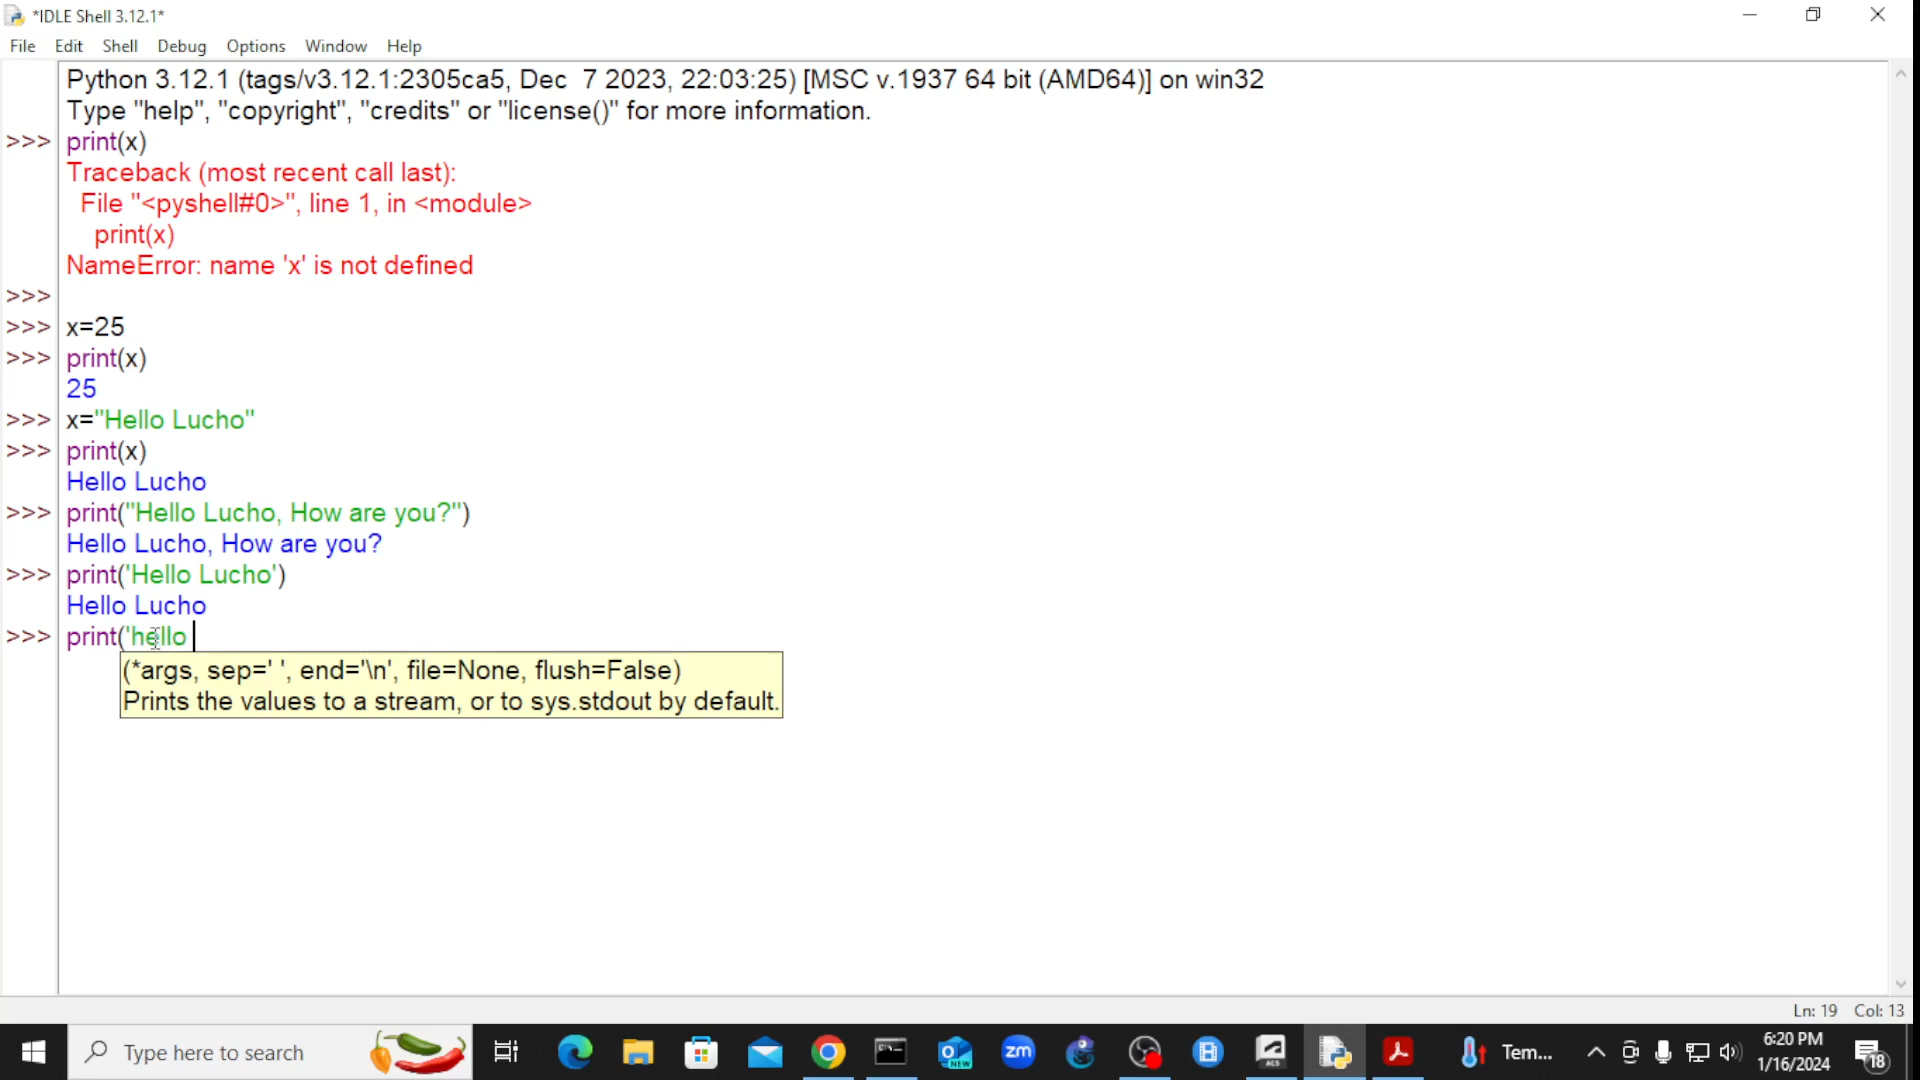 *IDLE Shell 3.12.1*
File Edit Shell Debug Options Window Help
Python 3.12.1 (tags/v3.12.1:2305ca5, Dec  7 2023, 22:03:25) [MSC v.1937 64 bit (AMD64)] on win32
Type "help", "copyright", "credits" or "license()" for more information.
>>> print(x)
Traceback (most recent call last):
File "<pyshell#0>", line 1, in <module>
print(x)
NameError: name 'x' is not defined
>>>
>>> x=25
>>> print(x)
25
>>> x="Hello Lucho"
>>> print(x)
Hello Lucho
>>> print("Hello Lucho, How are you?")
Hello Lucho, How are you?
>>> print('Hello Lucho')
Hello Lucho
>>> print('hello
(*args, sep=' ', end='\n', file=None, flush=False)
Prints the values to a stream, or to sys.stdout by default.
Ln: 19 Col: 13
Type here to search
NEW
zm
ACS
Tem...
6:20 PM
1/16/2024
18